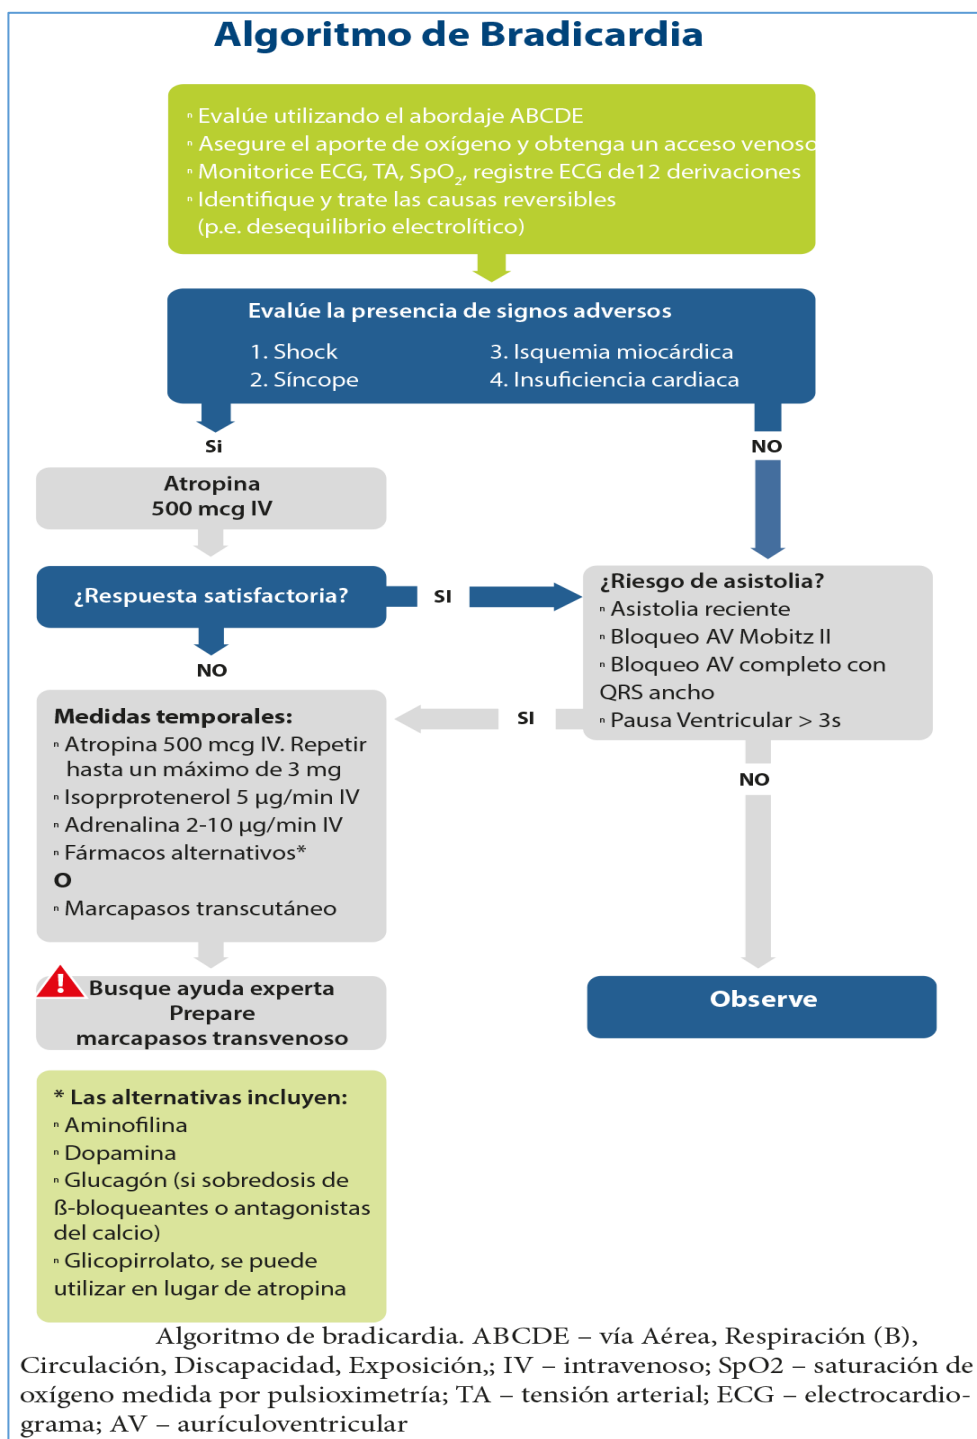 Algoritmo de Bradicardia
▫ Evalúe utilizando el abordaje ABCDE
▫ Asegure el aporte de oxígeno y obtenga un acceso venoso
▫ Monitorice ECG, TA, SpO₂, registre ECG de12 derivaciones
▫ Identifique y trate las causas reversibles
(p.e. desequilibrio electrolítico)
Evalúe la presencia de signos adversos
1. Shock 3. Isquemia miocárdica
2. Síncope 4. Insuficiencia cardiaca
Si
NO
Atropina
500 mcg IV
¿Respuesta satisfactoria?
SI
¿Riesgo de asistolia?
ⁿ Asistolia reciente
ⁿ Bloqueo AV Mobitz II
ⁿ Bloqueo AV completo con
QRS ancho
ⁿ Pausa Ventricular > 3s
NO
SI
NO
Medidas temporales:
ⁿ Atropina 500 mcg IV. Repetir
hasta un máximo de 3 mg
ⁿ Isoprprotenerol 5 µg/min IV
ⁿ Adrenalina 2-10 µg/min IV
ⁿ Fármacos alternativos*
O
ⁿ Marcapasos transcutáneo
! Busque ayuda experta
Prepare
marcapasos transvenoso
Observe
* Las alternativas incluyen:
ⁿ Aminofilina
ⁿ Dopamina
ⁿ Glucagón (si sobredosis de
ß-bloqueantes o antagonistas
del calcio)
ⁿ Glicopirrolato, se puede
utilizar en lugar de atropina
Algoritmo de bradicardia. ABCDE – vía Aérea, Respiración (B),
Circulación, Discapacidad, Exposición,; IV – intravenoso; SpO2 – saturación de
oxígeno medida por pulsioximetría; TA – tensión arterial; ECG – electrocardio-
grama; AV – aurículoventricular